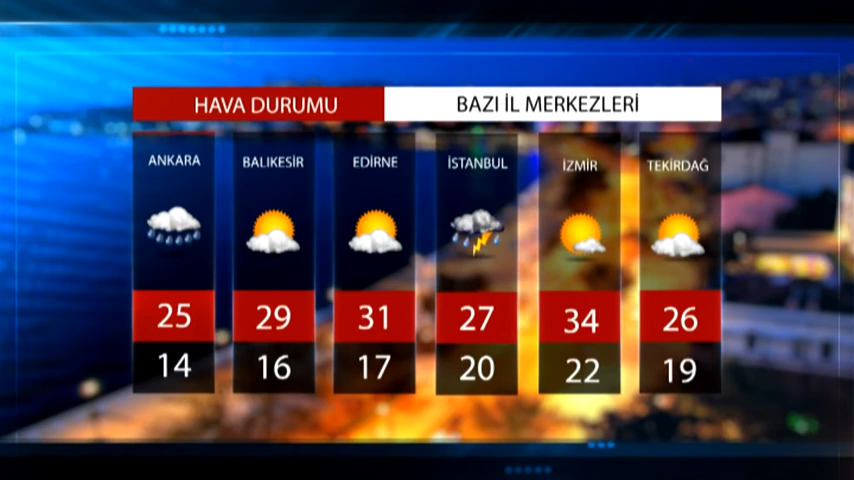 HAVA DURUMU BAZI İL MERKEZLERİ
ANKARA BALIKESİR EDİRNE İSTANBUL İZMİR TEKİRDAĞ
25 29 31 27 34 26
14 16 17 20 22 19